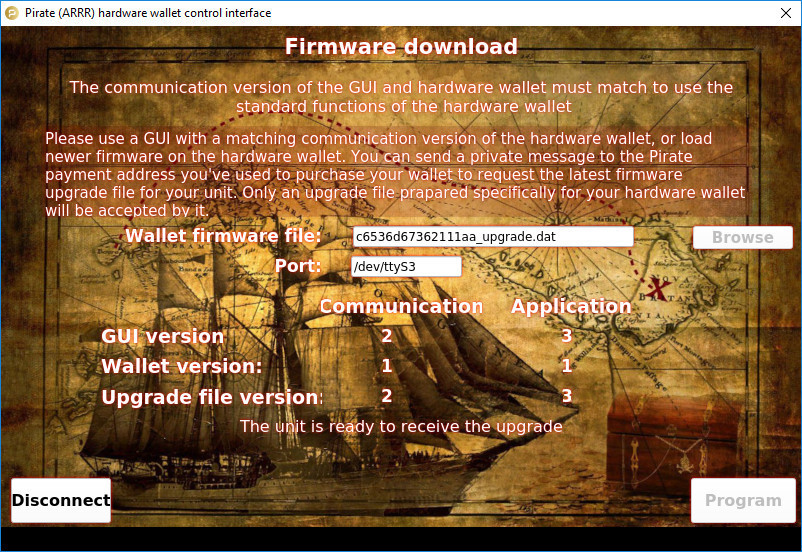 Pirate (ARRR) hardware wallet control interface
Firmware download
The communication version of the GUI and hardware wallet must match to use the
standard functions of the hardware wallet
Please use a GUI with a matching communication version of the hardware wallet, or load
newer firmware on the hardware wallet. You can send a private message to the Pirate
payment address you've used to purchase your wallet to request the latest firmware
upgrade file for your unit. Only an upgrade file prapared specifically for your hardware wallet
will be accepted by it.
Wallet firmware file: c6536d67362111aa_upgrade.dat Browse
Port: /dev/ttyS3
Communication Application
GUI version 2 3
Wallet version: 1 1
Upgrade file version: 2 3
The unit is ready to receive the upgrade
Disconnect Program